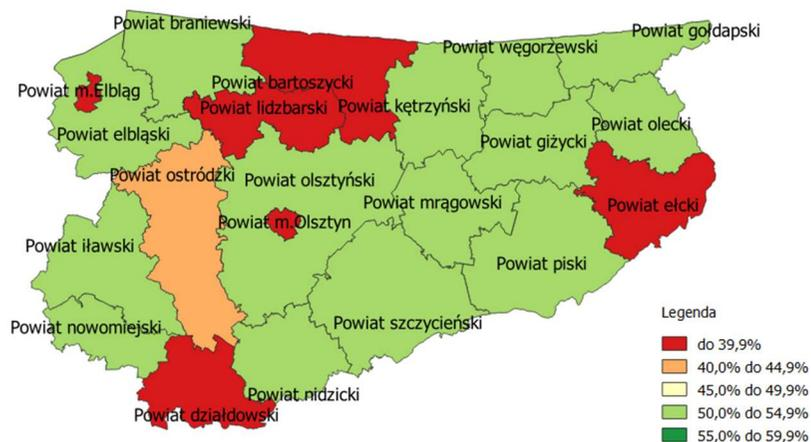 Powiat braniewski
Powiat gołdapski
Powiat węgorzewski
Powiat bartoszycki
Powiat m.Elbląg
Powiat lidzbarski
Powiat kętrzyński
Powiat elbląski
Powiat olecki
Powiat giżycki
Powiat ostródzki
Powiat olsztyński
Powiat mrągowski
Powiat ełcki
Powiat m.Olsztyn
Powiat iławski
Powiat piski
Powiat nowomiejski
Powiat szczycieński
Powiat nidzicki
Powiat działdowski
Legenda
do 39,9%
40,0% do 44,9%
45,0% do 49,9%
50,0% do 54,9%
55,0% do 59,9%